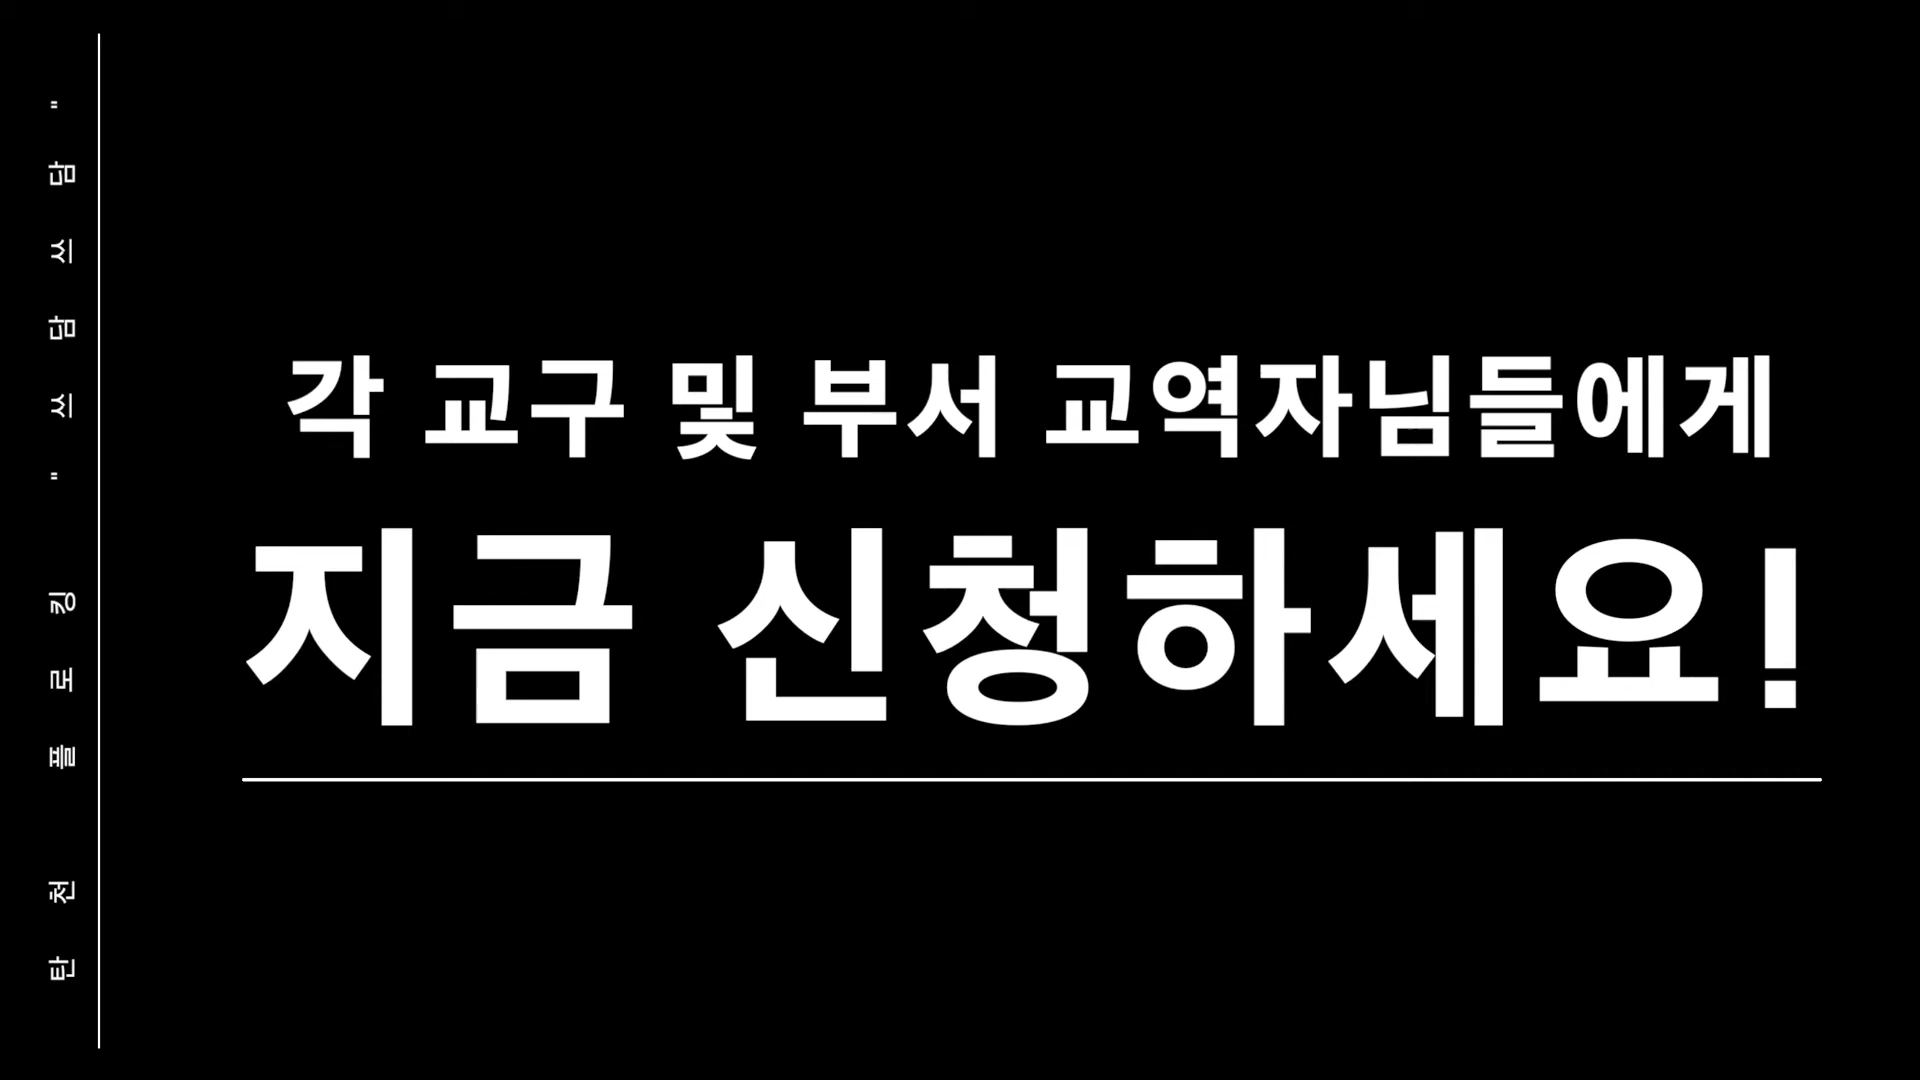 탄천 플로킹 "쓰담쓰담"
각 교구 및 부서 교역자님들에게
지금 신청하세요!